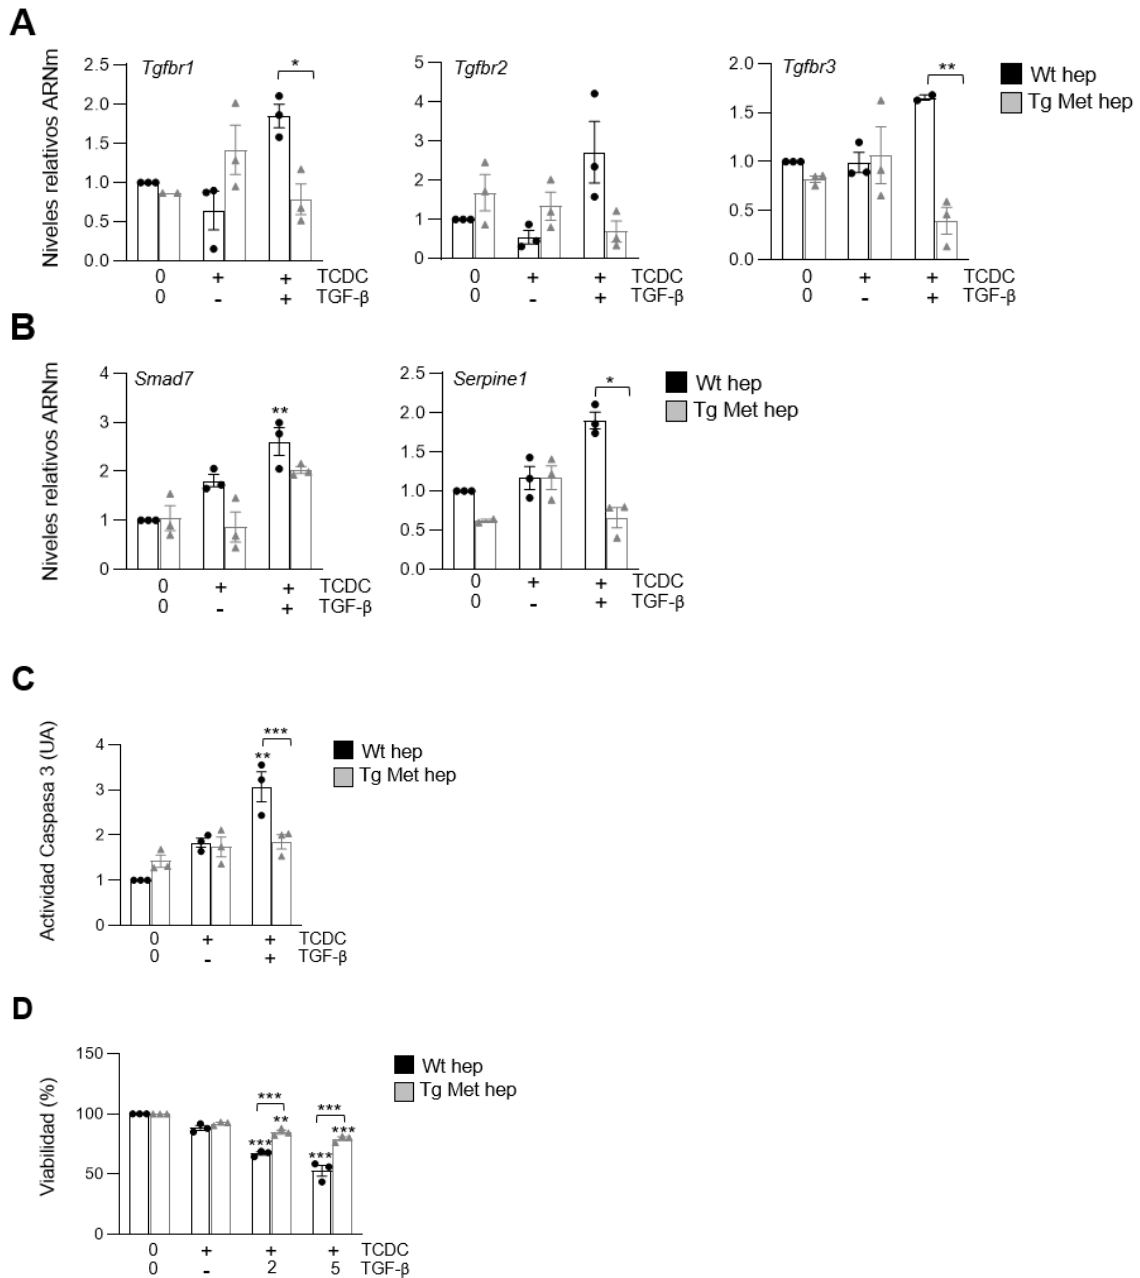 A
Niveles relativos ARNm
Tgfbr1
2.5
2.0
1.5
1.0
0.5
0.0
*
0 + + TCDC
0 - + TGF-β
Tgfbr2
5
4
3
2
1
0
0 + + TCDC
0 - + TGF-β
Tgfbr3
2.0
1.5
1.0
0.5
0.0
**
0 + + TCDC
0 - + TGF-β
Wt hep
Tg Met hep
B
Niveles relativos ARNm
Smad7
4
3
2
1
0
**
0 + + TCDC
0 - + TGF-β
Serpine1
2.5
2.0
1.5
1.0
0.5
0.0
*
0 + + TCDC
0 - + TGF-β
Wt hep
Tg Met hep
C
Actividad Caspasa 3 (UA)
4
3
2
1
0
***
**
0 + + TCDC
0 - + TGF-β
Wt hep
Tg Met hep
D
Viabilidad (%)
150
100
50
0
*** ***
** ***
*** ***
0 + + + TCDC
0 - 2 5 TGF-β
Wt hep
Tg Met hep